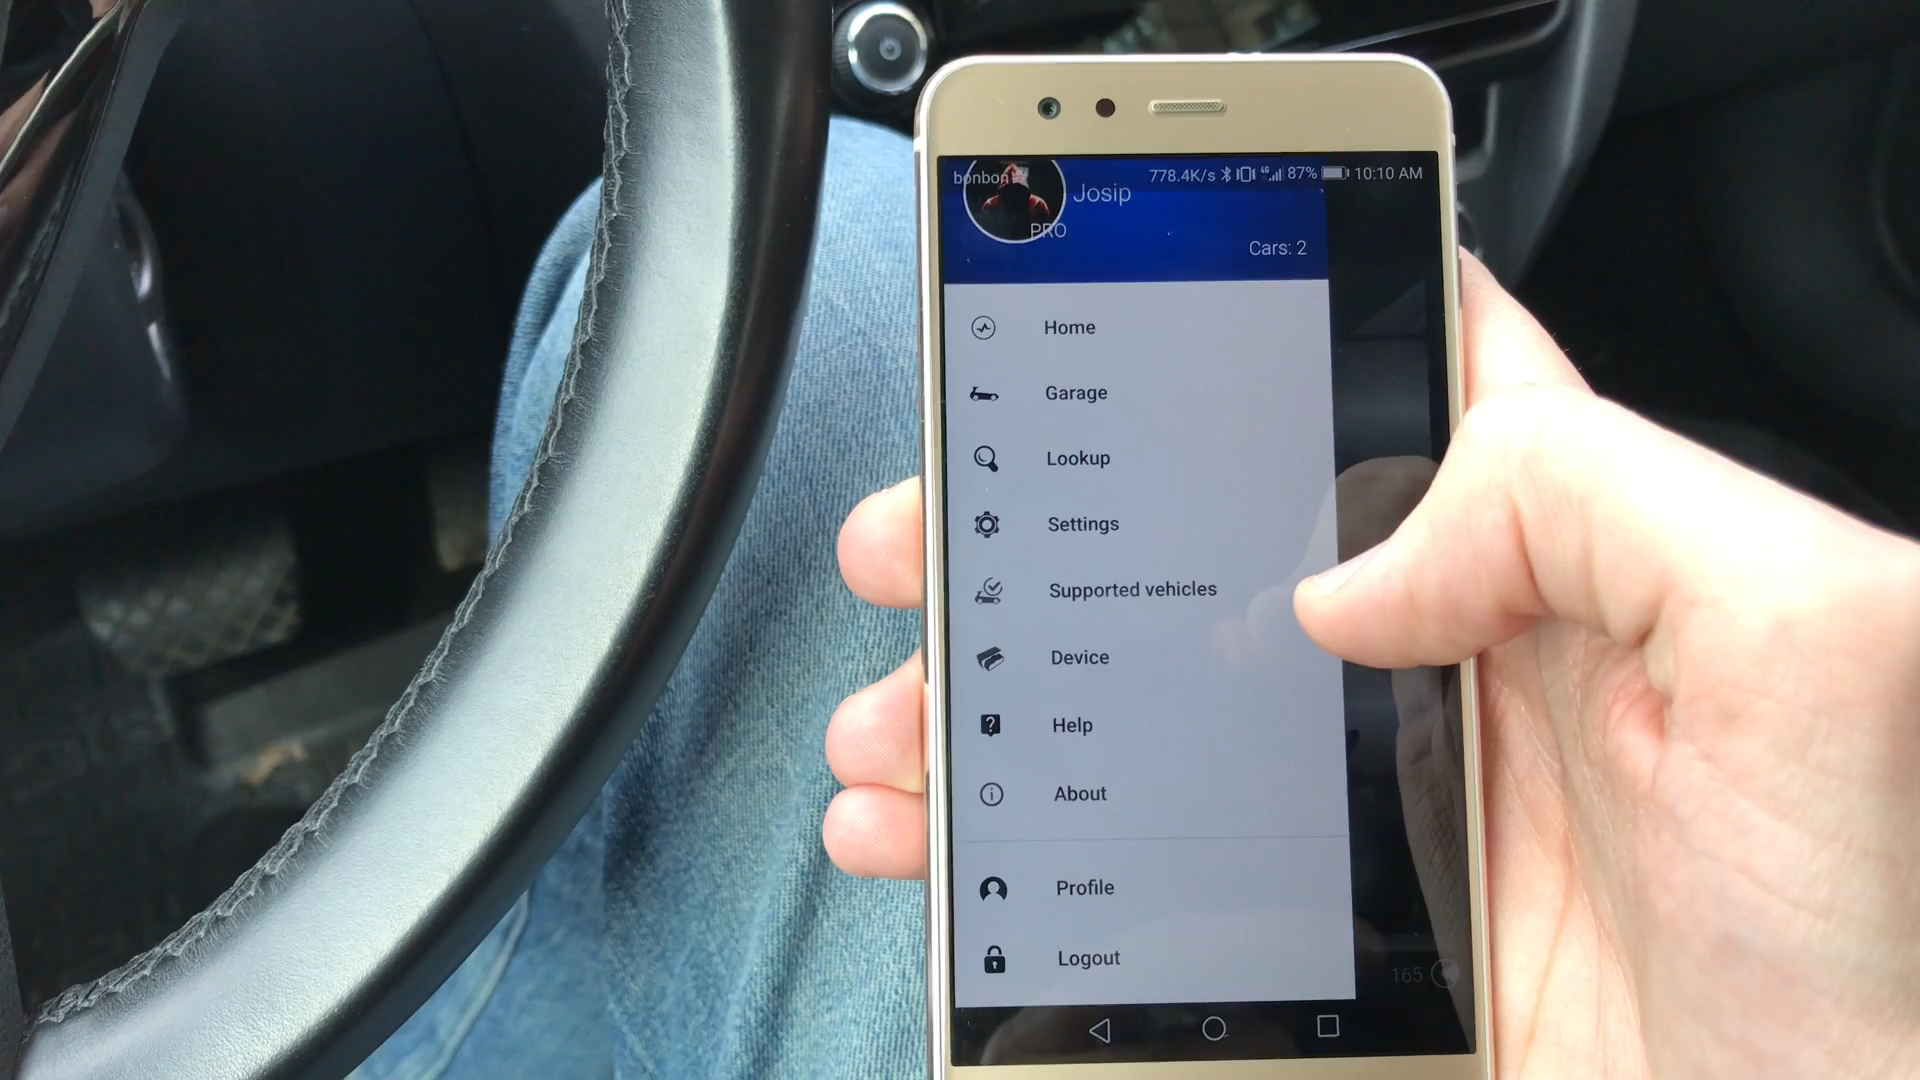 bonbon 778.4K/s 4G 87% 10:10 AM
Josip
PRO
Cars: 2
Home
Garage
Lookup
Settings
Supported vehicles
Device
Help
About
Profile
Logout
165